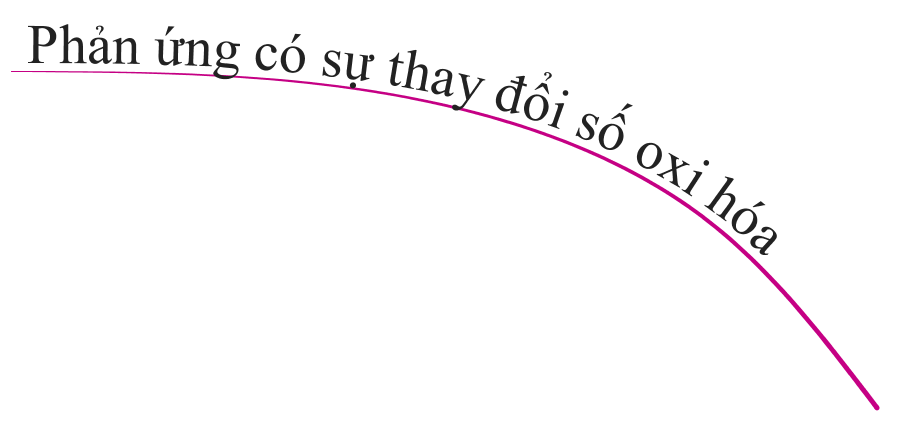 Phản ứng có sự thay đổi số oxi hóa